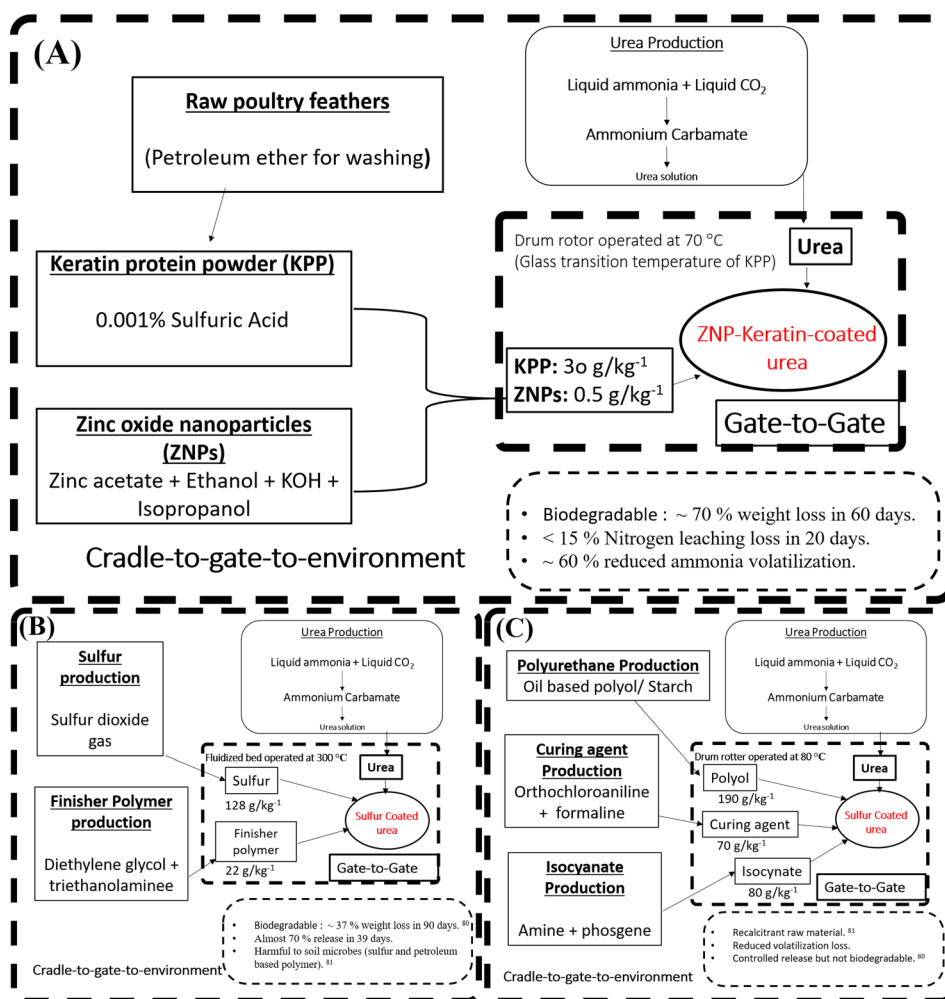 (A)
Raw poultry feathers
(Petroleum ether for washing)
Keratin protein powder (KPP)
0.001% Sulfuric Acid
Zinc oxide nanoparticles
(ZNPs)
Zinc acetate + Ethanol + KOH +
Isopropanol
Cradle-to-gate-to-environment
Urea Production
Liquid ammonia + Liquid CO₂
Ammonium Carbamate
Urea solution
Drum rotor operated at 70 °C
(Glass transition temperature of KPP)
Urea
ZNP-Keratin-coated
urea
KPP: 3o g/kg⁻¹
ZNPs: 0.5 g/kg⁻¹
Gate-to-Gate
• Biodegradable : ~ 70 % weight loss in 60 days.
• < 15 % Nitrogen leaching loss in 20 days.
• ~ 60 % reduced ammonia volatilization.
(B)
Sulfur
production
Sulfur dioxide
gas
Finisher Polymer
production
Diethylene glycol +
triethanolaminee
Urea Production
Liquid ammonia + Liquid CO₂
Ammonium Carbamate
Urea solution
Fluidized bed operated at 300 °C
Urea
Sulfur
128 g/kg⁻¹
Finisher
polymer
22 g/kg⁻¹
Sulfur Coated
urea
Gate-to-Gate
• Biodegradable : ~ 37 % weight loss in 90 days. 80
• Almost 70 % release in 39 days.
• Harmful to soil microbes (sulfur and petroleum
based polymer). 81
Cradle-to-gate-to-environment
(C)
Polyurethane Production
Oil based polyol/ Starch
Curing agent
Production
Orthochloroaniline
+ formaline
Isocyanate
Production
Amine + phosgene
Urea Production
Liquid ammonia + Liquid CO₂
Ammonium Carbamate
Urea solution
Drum rotter operated at 80 °C
Urea
Polyol
190 g/kg⁻¹
Curing agent
70 g/kg⁻¹
Isocynate
80 g/kg⁻¹
Sulfur Coated
urea
Gate-to-Gate
• Recalcitrant raw material. 81
• Reduced volatilization loss.
• Controlled release but not biodegradable. 80
Cradle-to-gate-to-environment